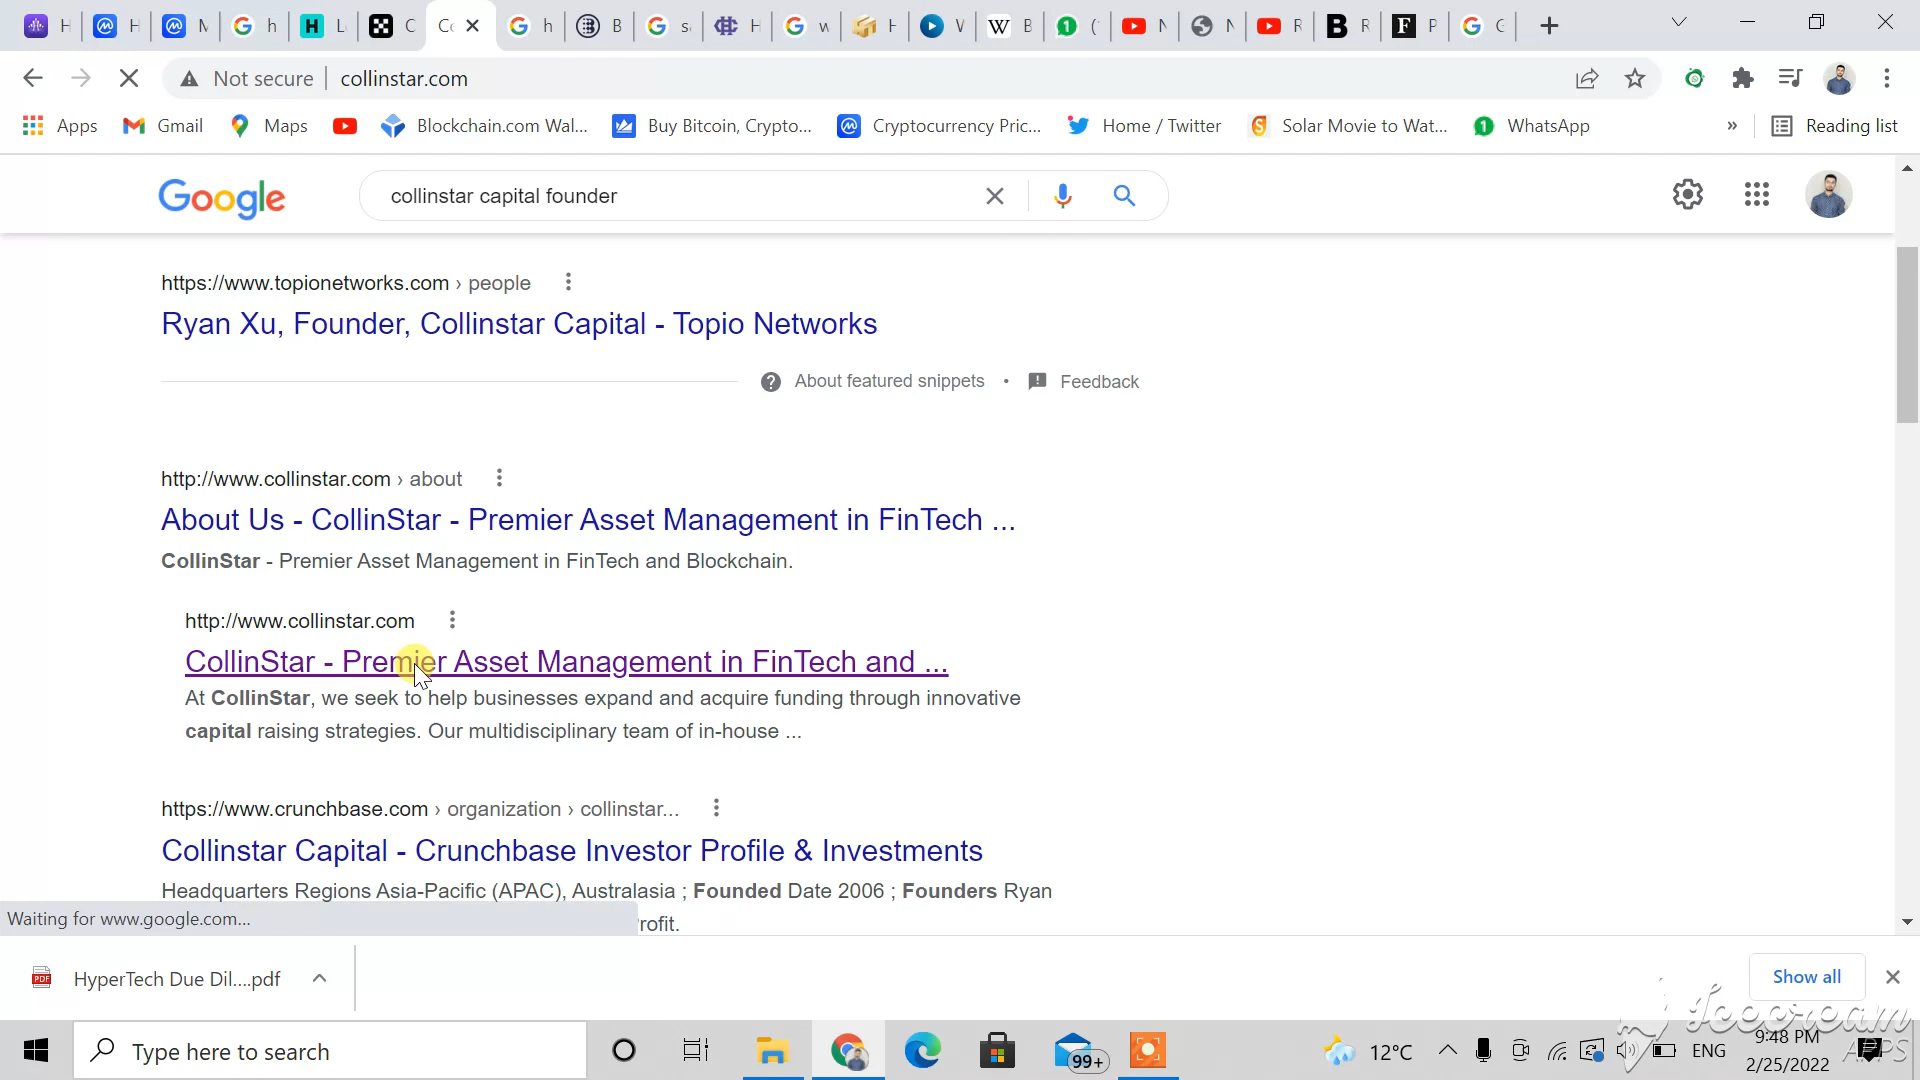 Not secure
collinstar.com
Apps
Gmail
Maps
Blockchain.com Wal...
Buy Bitcoin, Crypto...
Cryptocurrency Pric...
Home / Twitter
Solar Movie to Wat...
WhatsApp
»
Reading list
Google
collinstar capital founder
https://www.topionetworks.com › people
Ryan Xu, Founder, Collinstar Capital - Topio Networks
About featured snippets • Feedback
http://www.collinstar.com › about
About Us - CollinStar - Premier Asset Management in FinTech ...
CollinStar - Premier Asset Management in FinTech and Blockchain.
http://www.collinstar.com
CollinStar - Premier Asset Management in FinTech and ...
At CollinStar, we seek to help businesses expand and acquire funding through innovative
capital raising strategies. Our multidisciplinary team of in-house ...
https://www.crunchbase.com › organization › collinstar...
Collinstar Capital - Crunchbase Investor Profile & Investments
Headquarters Regions Asia-Pacific (APAC), Australasia ; Founded Date 2006 ; Founders Ryan
Waiting for www.google.com...
rofit.
HyperTech Due Dil....pdf
Show all
Icecream
APPS
Type here to search
99+
12°C
ENG
9:48 PM
2/25/2022